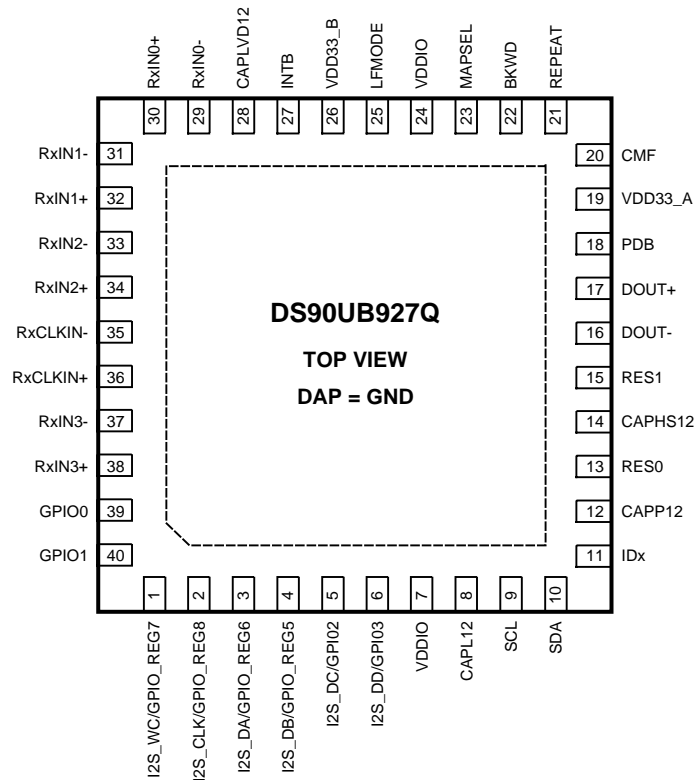 RxIN0+
RxIN0-
CAPLVD12
INTB
VDD33_B
LFMODE
VDDIO
MAPSEL
BKWD
REPEAT
30
29
28
27
26
25
24
23
22
21
RxIN1- 31
RxIN1+ 32
RxIN2- 33
RxIN2+ 34
RxCLKIN- 35
RxCLKIN+ 36
RxIN3- 37
RxIN3+ 38
GPIO0 39
GPIO1 40
DS90UB927Q
TOP VIEW
DAP = GND
20 CMF
19 VDD33_A
18 PDB
17 DOUT+
16 DOUT-
15 RES1
14 CAPHS12
13 RES0
12 CAPP12
11 IDx
1
2
3
4
5
6
7
8
9
10
I2S_WC/GPIO_REG7
I2S_CLK/GPIO_REG8
I2S_DA/GPIO_REG6
I2S_DB/GPIO_REG5
I2S_DC/GPI02
I2S_DD/GPI03
VDDIO
CAPL12
SCL
SDA